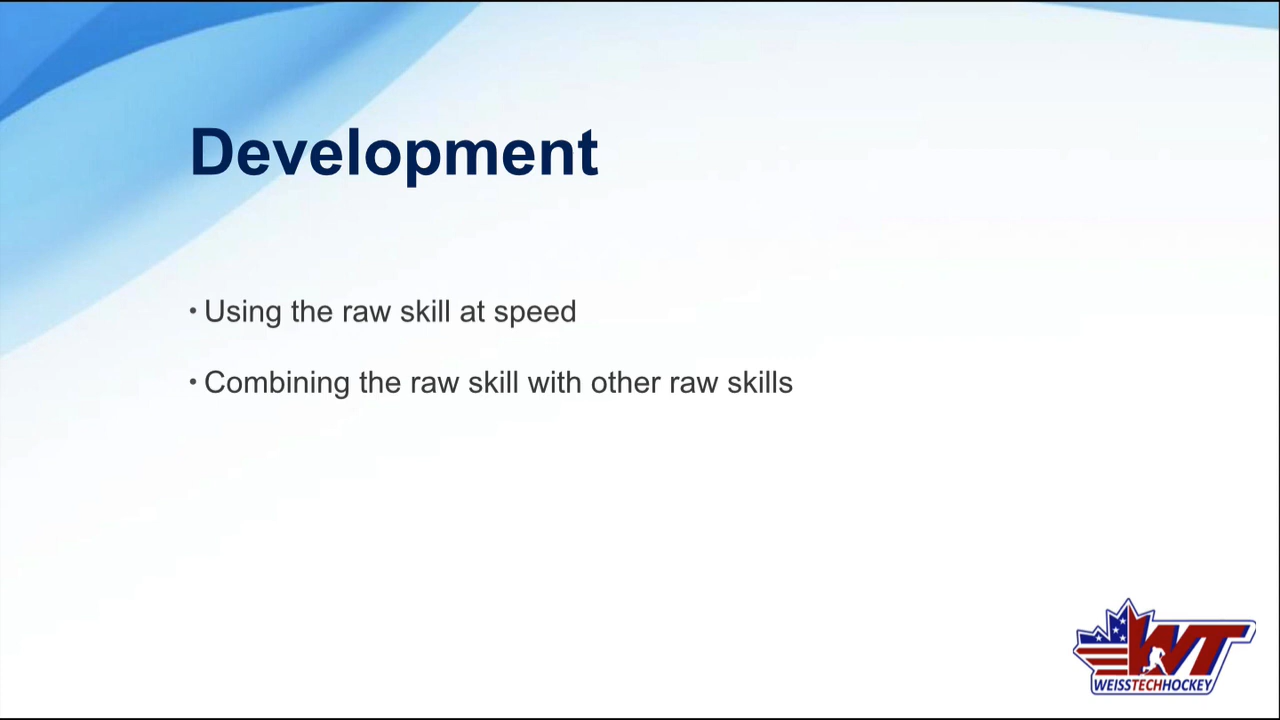 Development
• Using the raw skill at speed
• Combining the raw skill with other raw skills
WT
WEISSTECHHOCKEY